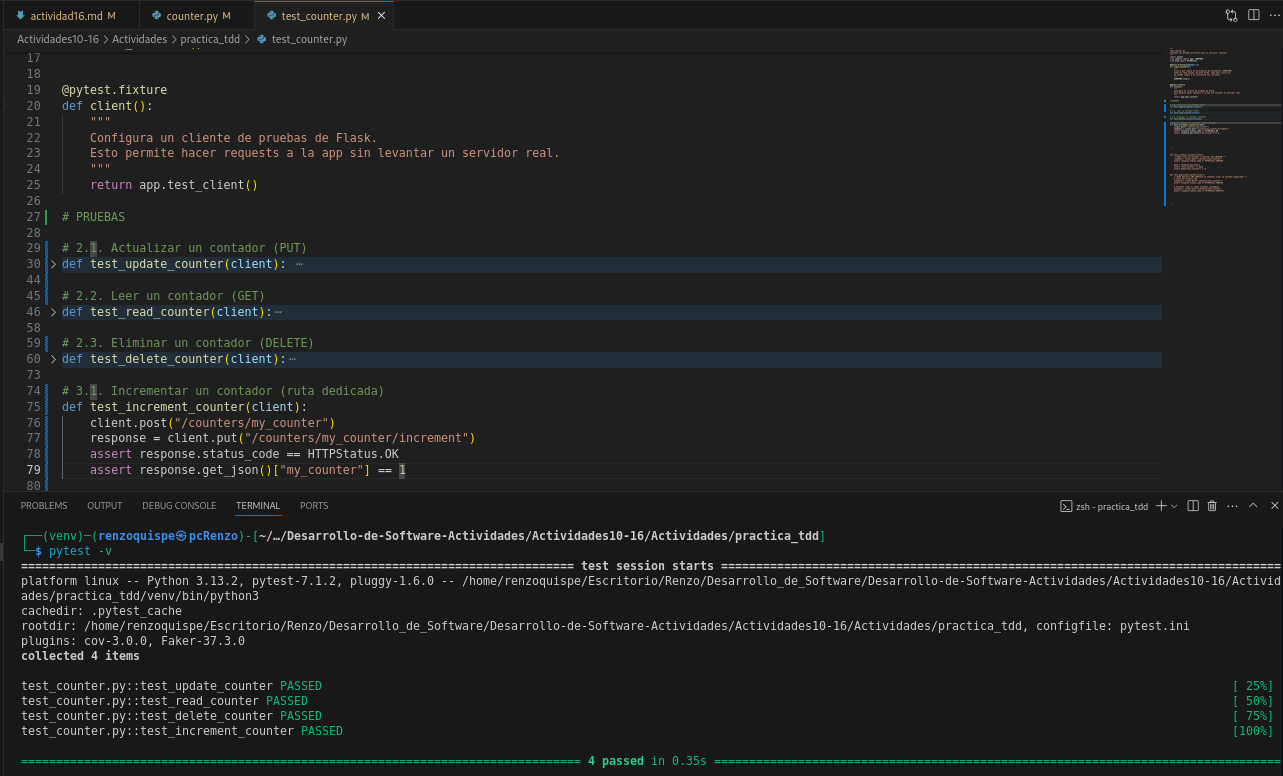 actividad16.md M counter.py M test_counter.py M ✕
Actividades10-16 > Actividades > practica_tdd > test_counter.py
17
18
19 @pytest.fixture
20 def client():
21     """
22     Configura un cliente de pruebas de Flask.
23     Esto permite hacer requests a la app sin levantar un servidor real.
24     """
25     return app.test_client()
26
27 # PRUEBAS
28
29 # 2.1. Actualizar un contador (PUT)
30 > def test_update_counter(client): ⋯
44
45 # 2.2. Leer un contador (GET)
46 > def test_read_counter(client):⋯
58
59 # 2.3. Eliminar un contador (DELETE)
60 > def test_delete_counter(client):⋯
73
74 # 3.1. Incrementar un contador (ruta dedicada)
75 def test_increment_counter(client):
76     client.post("/counters/my_counter")
77     response = client.put("/counters/my_counter/increment")
78     assert response.status_code == HTTPStatus.OK
79     assert response.get_json()["my_counter"] == 1
80
PROBLEMS OUTPUT DEBUG CONSOLE TERMINAL PORTS zsh - practica_tdd
┌──(venv)─(renzoquispe㉿pcRenzo)-[~/…/Desarrollo-de-Software-Actividades/Actividades10-16/Actividades/practica_tdd]
└─$ pytest -v
=============================================================================== test session starts ================================================================================
platform linux -- Python 3.13.2, pytest-7.1.2, pluggy-1.6.0 -- /home/renzoquispe/Escritorio/Renzo/Desarrollo_de_Software/Desarrollo-de-Software-Actividades/Actividades10-16/Activid
ades/practica_tdd/venv/bin/python3
cachedir: .pytest_cache
rootdir: /home/renzoquispe/Escritorio/Renzo/Desarrollo_de_Software/Desarrollo-de-Software-Actividades/Actividades10-16/Actividades/practica_tdd, configfile: pytest.ini
plugins: cov-3.0.0, Faker-37.3.0
collected 4 items
test_counter.py::test_update_counter PASSED [ 25%]
test_counter.py::test_read_counter PASSED [ 50%]
test_counter.py::test_delete_counter PASSED [ 75%]
test_counter.py::test_increment_counter PASSED [100%]
================================================================================ 4 passed in 0.35s =================================================================================